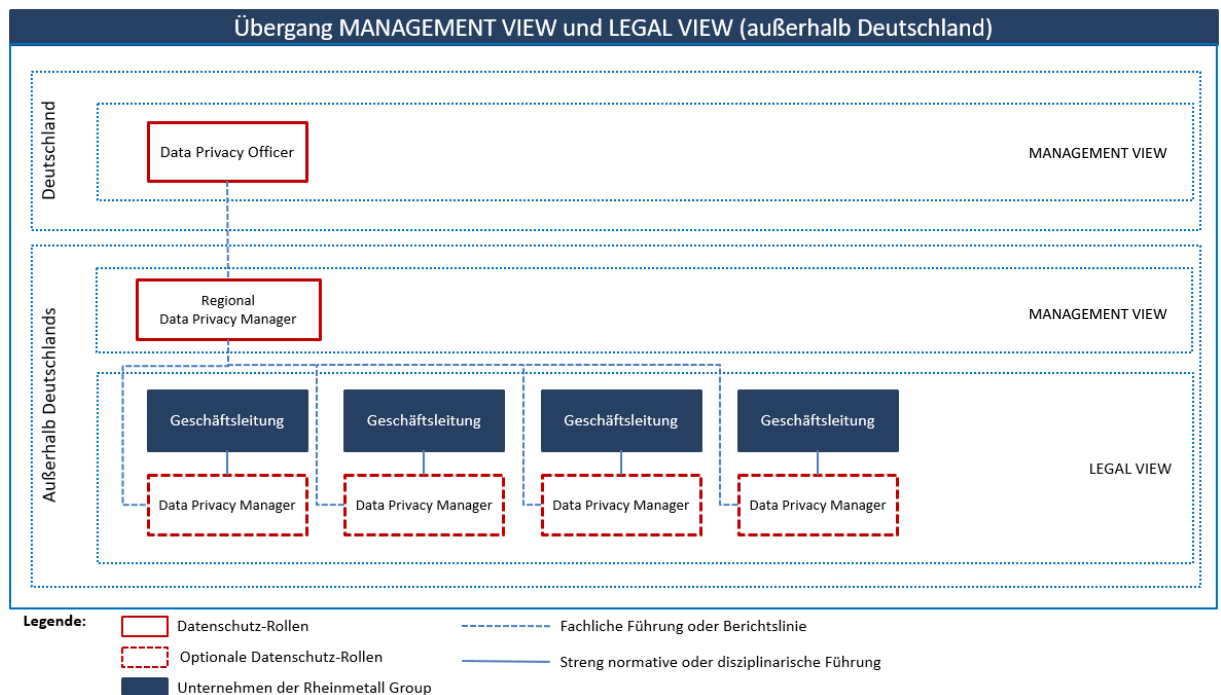 Übergang MANAGEMENT VIEW und LEGAL VIEW (außerhalb Deutschland)
Deutschland
Data Privacy Officer
MANAGEMENT VIEW
Außerhalb Deutschlands
Regional
Data Privacy Manager
MANAGEMENT VIEW
Geschäftsleitung
Geschäftsleitung
Geschäftsleitung
Geschäftsleitung
LEGAL VIEW
Data Privacy Manager
Data Privacy Manager
Data Privacy Manager
Data Privacy Manager
Legende:
Datenschutz-Rollen
Fachliche Führung oder Berichtslinie
Optionale Datenschutz-Rollen
Streng normative oder disziplinarische Führung
Unternehmen der Rheinmetall Group